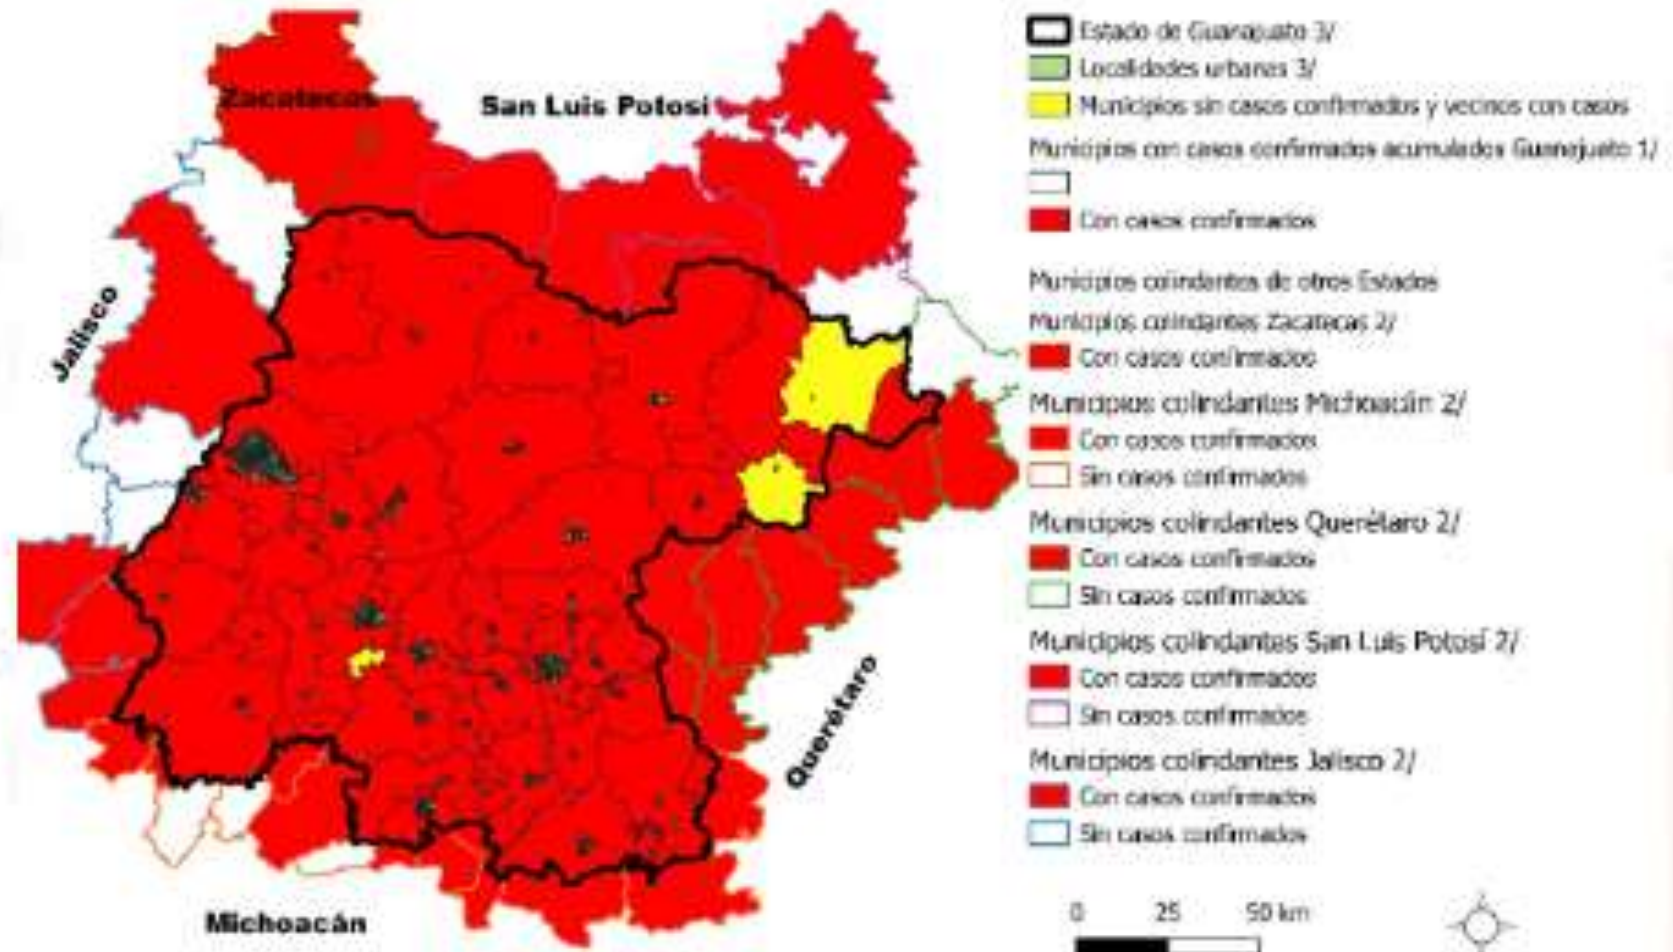 Zacatecas
San Luis Potosí
Jalisco
Querétaro
Michoacán
Estado de Guanajuato 3/
Localidades urbanas 3/
Municipios sin casos confirmados y vecinos con casos
Municipios con casos confirmados acumulados Guanajuato 1/
Con casos confirmados
Municipios colindantes de otros Estados
Municipios colindantes Zacatecas 2/
Con casos confirmados
Municipios colindantes Michoacán 2/
Con casos confirmados
Sin casos confirmados
Municipios colindantes Querétaro 2/
Con casos confirmados
Sin casos confirmados
Municipios colindantes San Luis Potosí 2/
Con casos confirmados
Sin casos confirmados
Municipios colindantes Jalisco 2/
Con casos confirmados
Sin casos confirmados
0 25 50 km